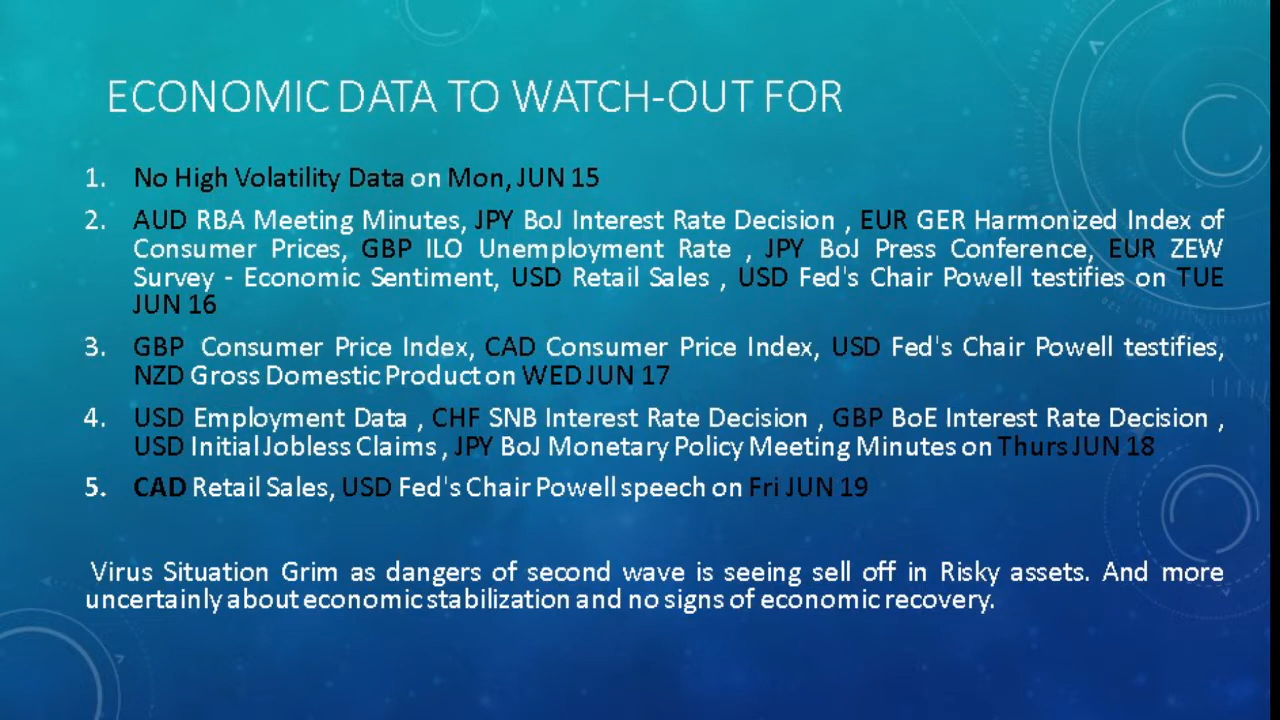 ECONOMIC DATA TO WATCH-OUT FOR
1. No High Volatility Data on Mon, JUN 15
2. AUD RBA Meeting Minutes, JPY BoJ Interest Rate Decision , EUR GER Harmonized Index of
Consumer Prices, GBP ILO Unemployment Rate , JPY BoJ Press Conference, EUR ZEW
Survey - Economic Sentiment, USD Retail Sales , USD Fed's Chair Powell testifies on TUE
JUN 16
3. GBP Consumer Price Index, CAD Consumer Price Index, USD Fed's Chair Powell testifies,
NZD Gross Domestic Product on WED JUN 17
4. USD Employment Data , CHF SNB Interest Rate Decision , GBP BoE Interest Rate Decision ,
USD Initial Jobless Claims , JPY BoJ Monetary Policy Meeting Minutes on Thurs JUN 18
5. CAD Retail Sales, USD Fed's Chair Powell speech on Fri JUN 19
Virus Situation Grim as dangers of second wave is seeing sell off in Risky assets. And more
uncertainly about economic stabilization and no signs of economic recovery.